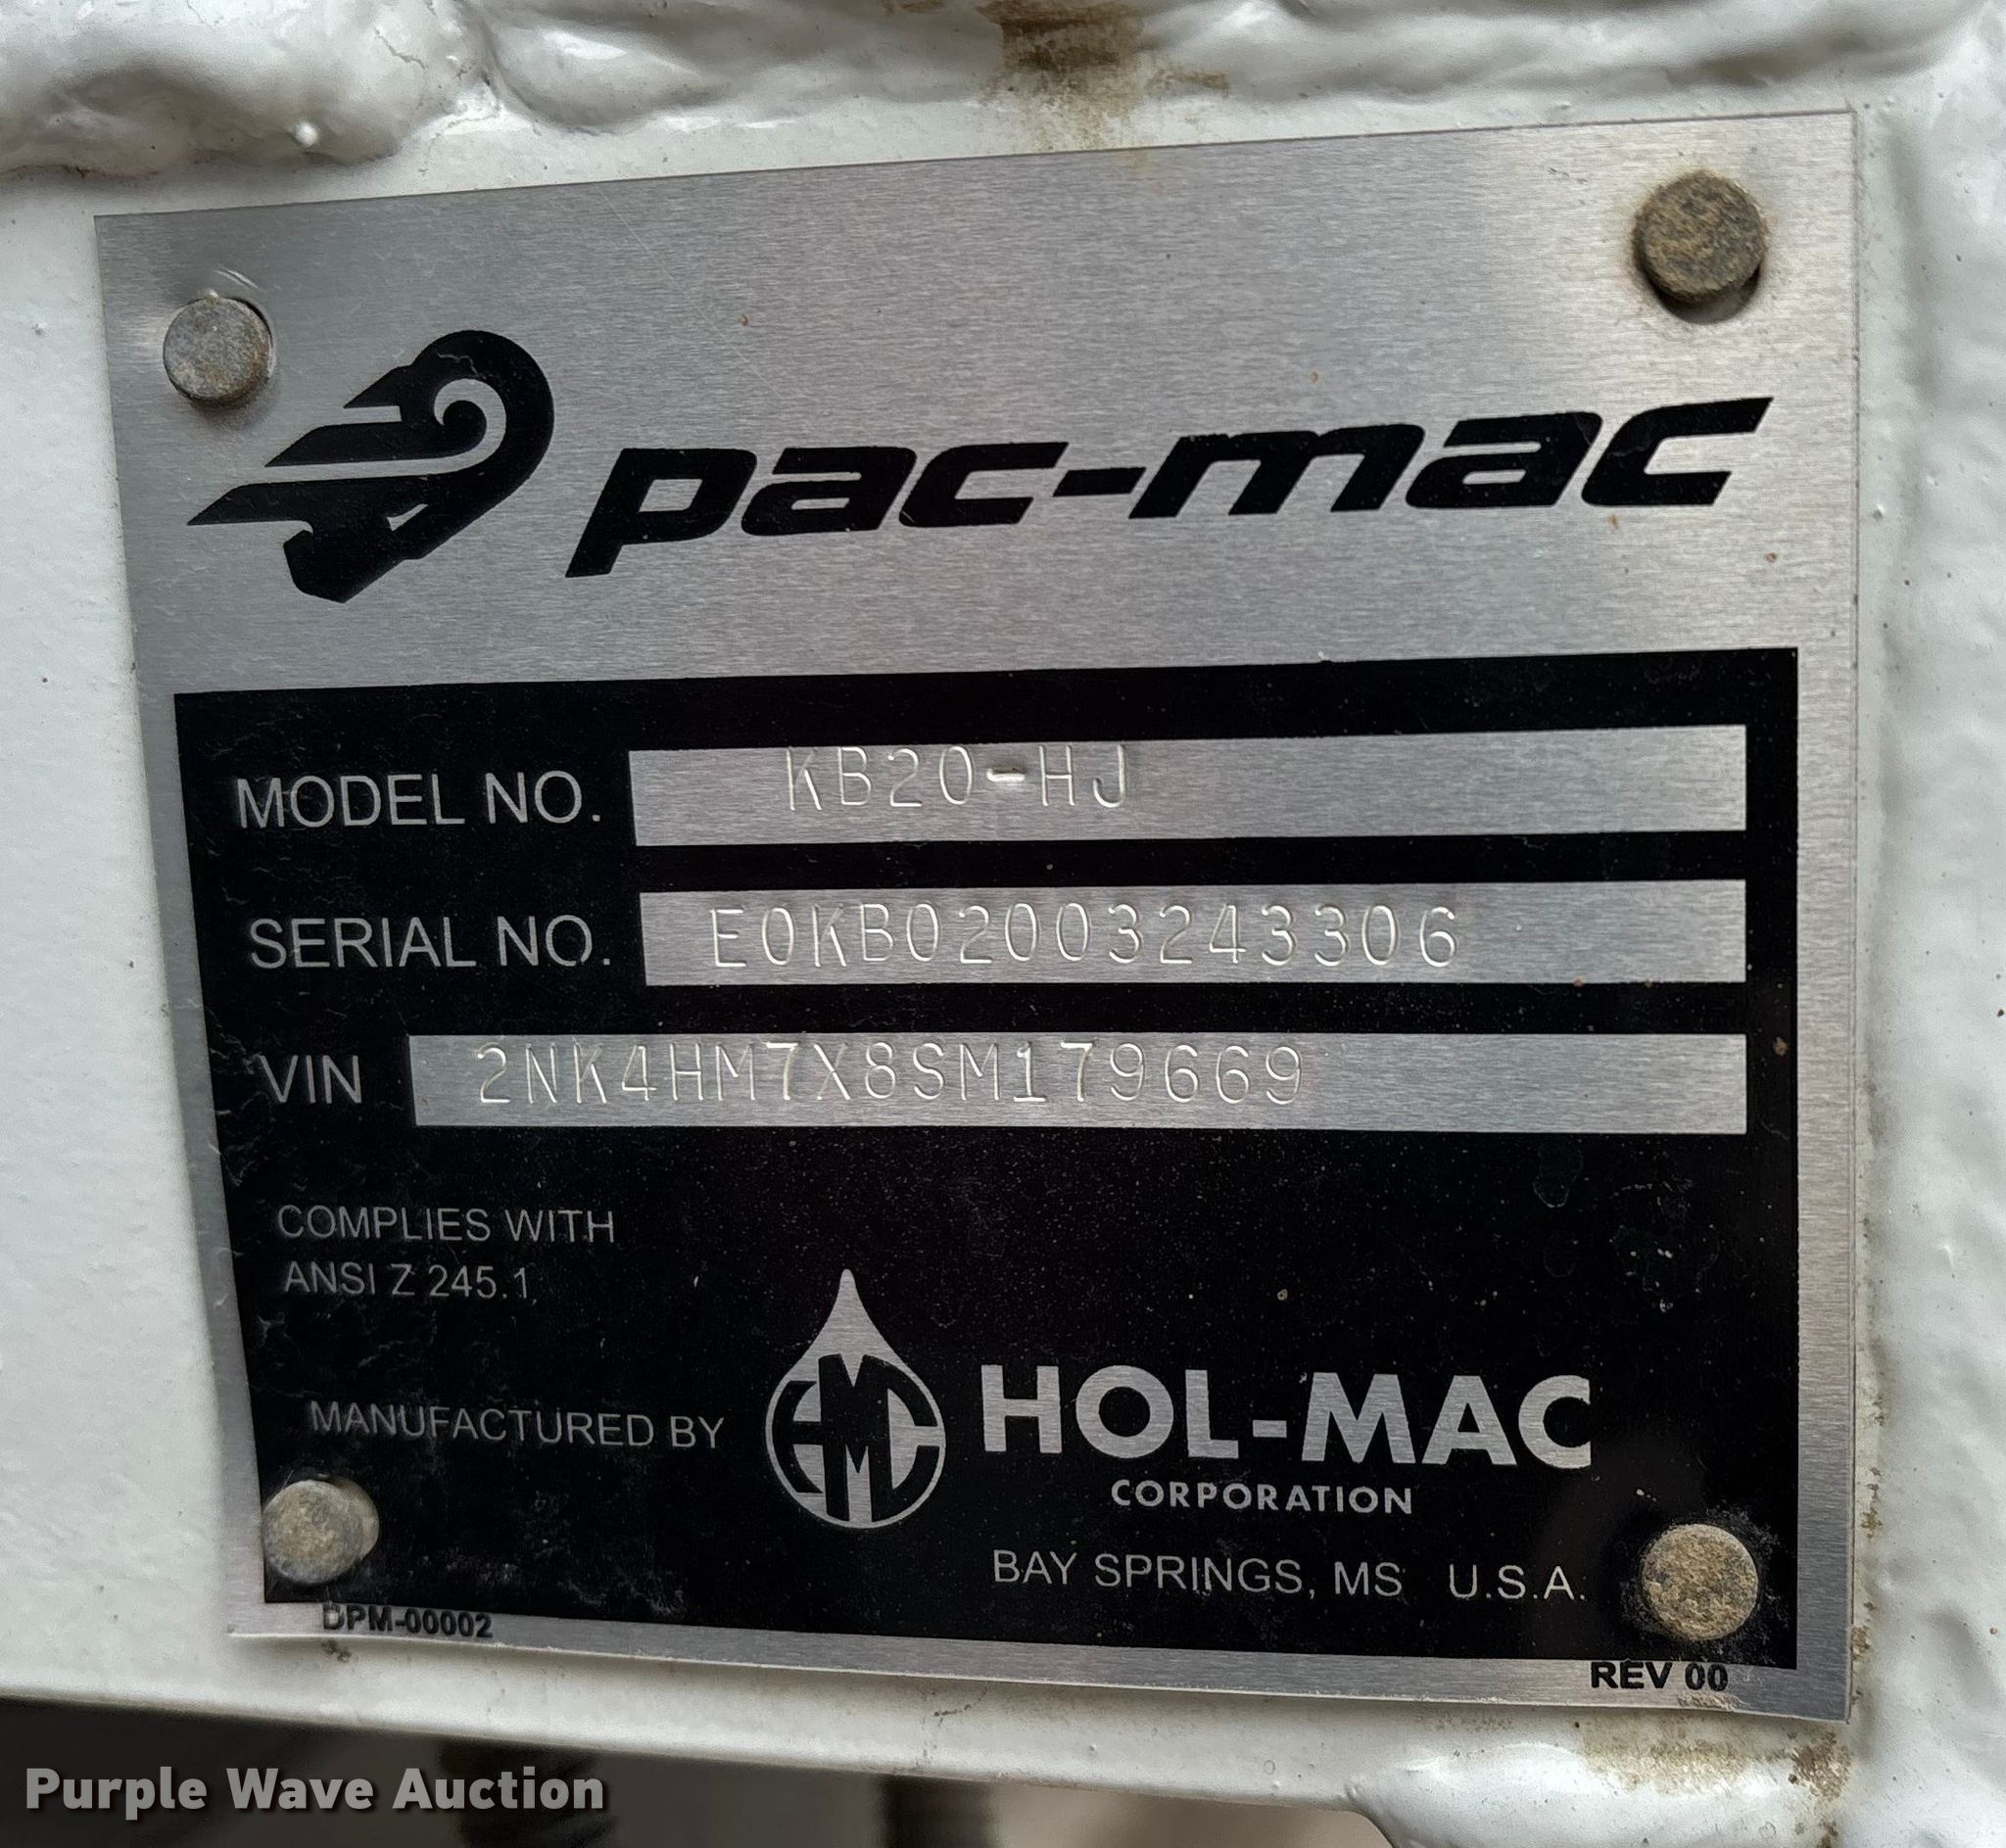 pac-mac
MODEL NO. KB20-HJ
SERIAL NO. E0KB02003243306
VIN 2NK4HM7X8SM179669
COMPLIES WITH
ANSI Z 245.1
MANUFACTURED BY HMC HOL-MAC
CORPORATION
BAY SPRINGS, MS U.S.A.
DPM-00002
REV 00
Purple Wave Auction